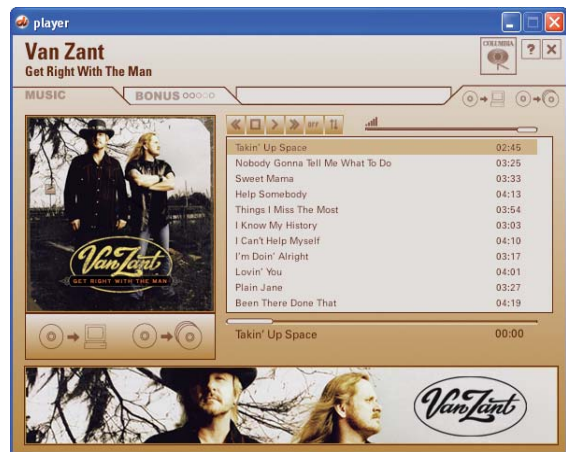 player
Van Zant
Get Right With The Man
COLUMBIA
? X
MUSIC
BONUS
OFF
Takin' Up Space 02:45
Nobody Gonna Tell Me What To Do 03:25
Sweet Mama 03:33
Help Somebody 04:13
Things I Miss The Most 03:54
I Know My History 03:03
I Can't Help Myself 04:10
I'm Doin' Alright 03:17
Lovin' You 04:01
Plain Jane 03:27
Been There Done That 04:19
Van Zant
GET RIGHT WITH THE MAN
Takin' Up Space 00:00
Van Zant